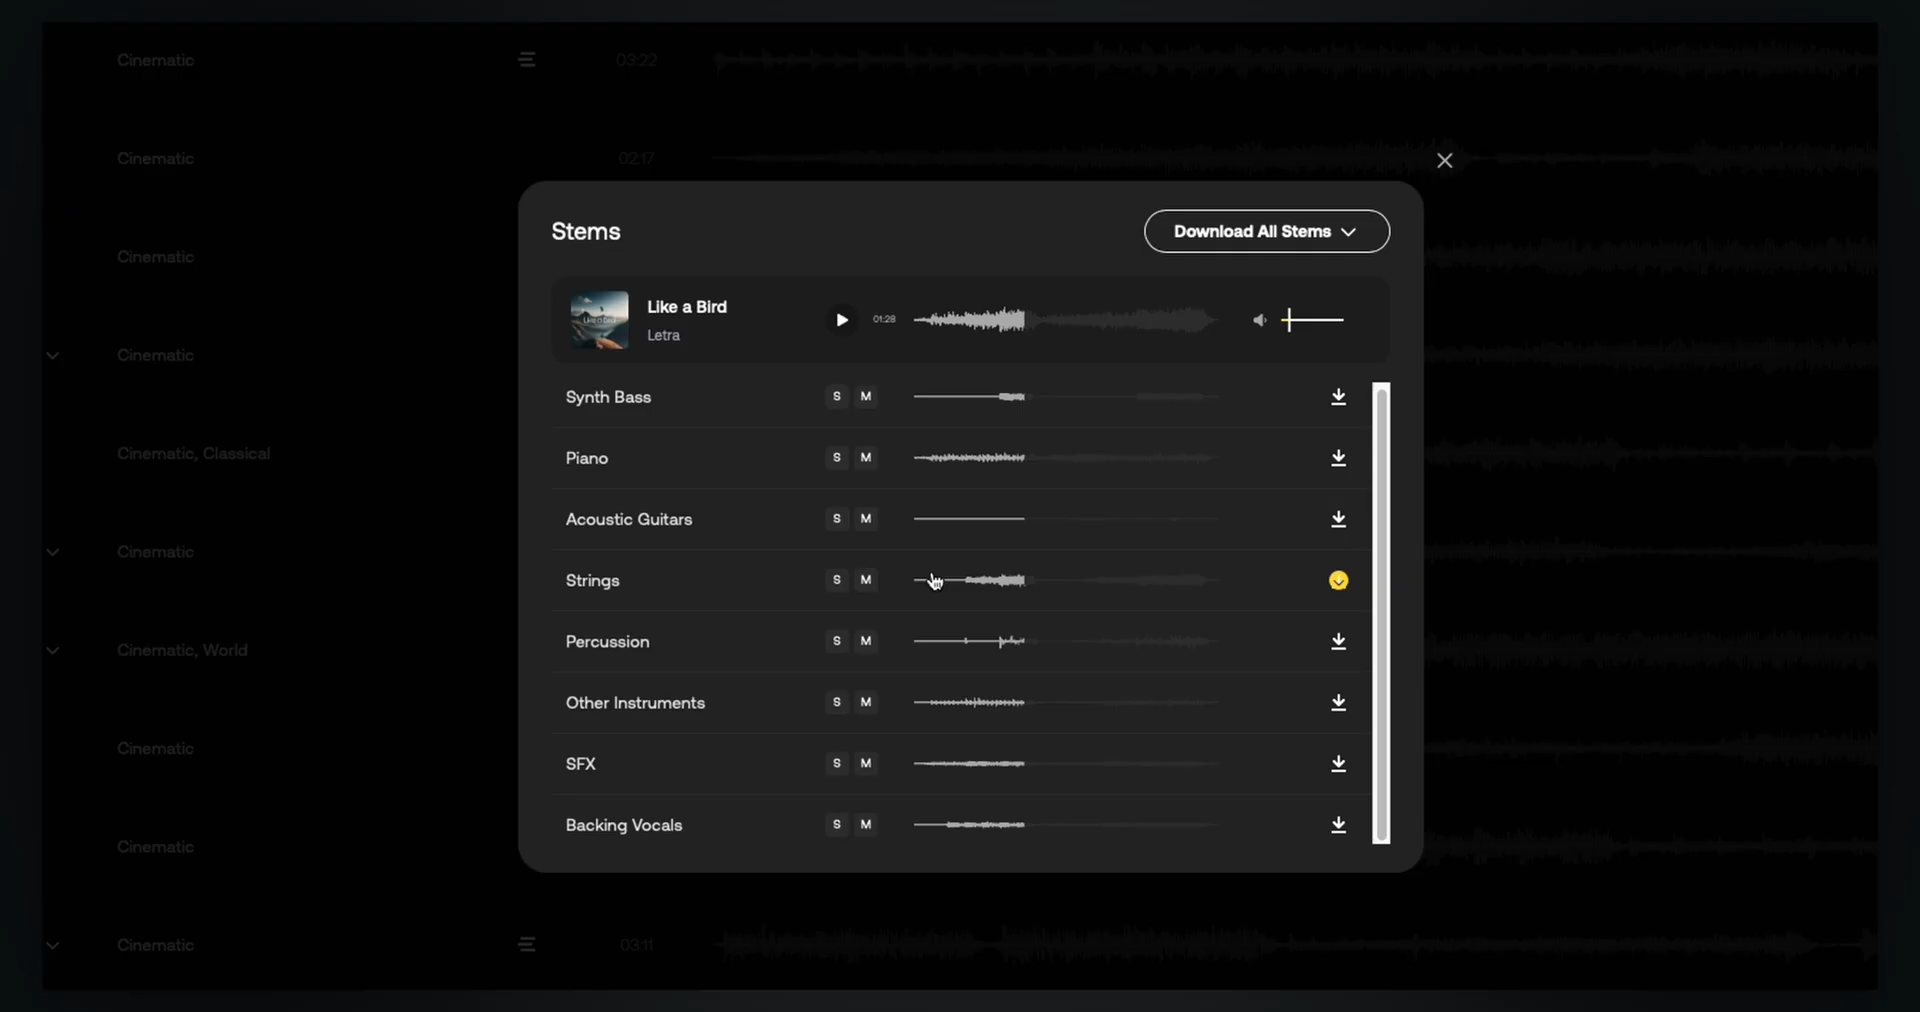 Cinematic 03:22
Cinematic 02:17
Stems Download All Stems
Cinematic
Like a Bird
01:28
Letra
Cinematic
Synth Bass S M
Cinematic, Classical
Piano S M
Acoustic Guitars S M
Cinematic
Strings S M
Percussion S M
Cinematic, World
Other Instruments S M
Cinematic
SFX S M
Backing Vocals S M
Cinematic
Cinematic 03:11